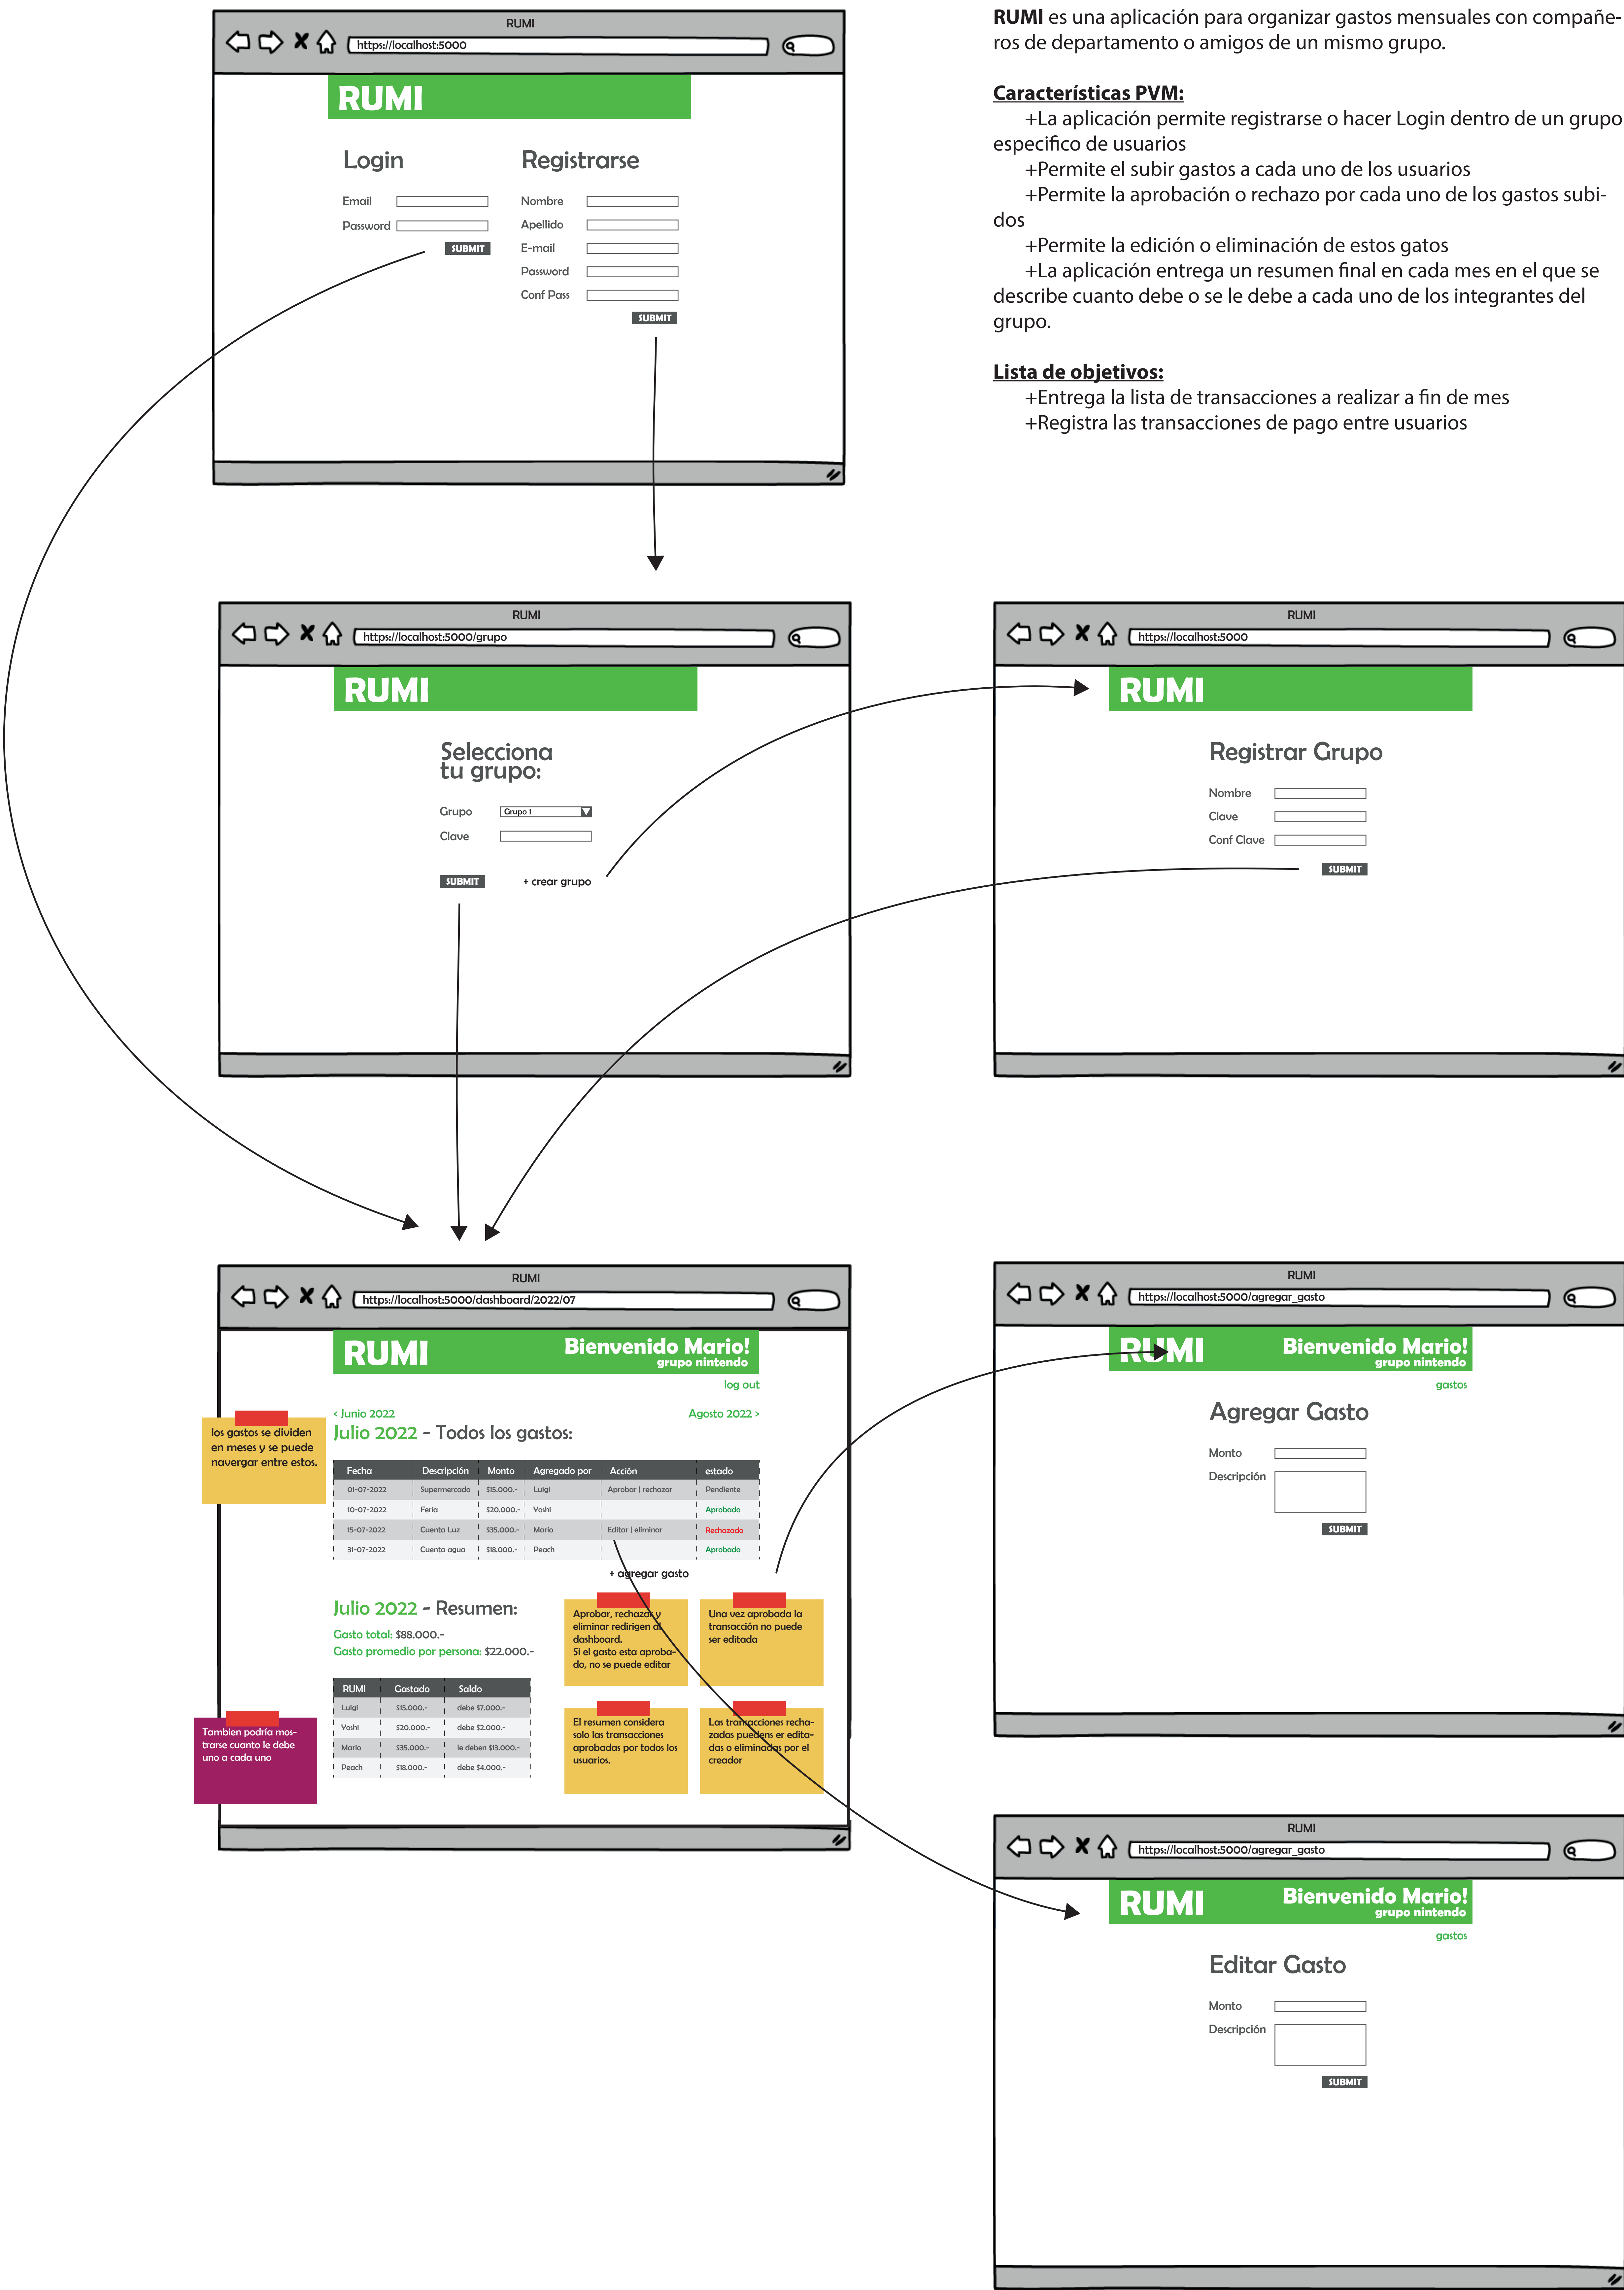 RUMI
https://localhost:5000
RUMI
Login
Email
Password
SUBMIT
Registrarse
Nombre
Apellido
E-mail
Password
Conf Pass
SUBMIT
RUMI es una aplicación para organizar gastos mensuales con compañe-
ros de departamento o amigos de un mismo grupo.
Características PVM:
+La aplicación permite registrarse o hacer Login dentro de un grupo
especifico de usuarios
+Permite el subir gastos a cada uno de los usuarios
+Permite la aprobación o rechazo por cada uno de los gastos subi-
dos
+Permite la edición o eliminación de estos gatos
+La aplicación entrega un resumen final en cada mes en el que se
describe cuanto debe o se le debe a cada uno de los integrantes del
grupo.
Lista de objetivos:
+Entrega la lista de transacciones a realizar a fin de mes
+Registra las transacciones de pago entre usuarios
RUMI
https://localhost:5000/grupo
RUMI
Selecciona
tu grupo:
Grupo Grupo 1
Clave
SUBMIT + crear grupo
RUMI
https://localhost:5000
RUMI
Registrar Grupo
Nombre
Clave
Conf Clave
SUBMIT
RUMI
https://localhost:5000/dashboard/2022/07
RUMI Bienvenido Mario!
grupo nintendo
log out
< Junio 2022 Agosto 2022 >
Julio 2022 - Todos los gastos:
los gastos se dividen
en meses y se puede
navergar entre estos.
Fecha Descripción Monto Agregado por Acción estado
01-07-2022 Supermercado $15.000.- Luigi Aprobar | rechazar Pendiente
10-07-2022 Feria $20.000.- Yoshi Aprobado
15-07-2022 Cuenta Luz $35.000.- Mario Editar | eliminar Rechazado
31-07-2022 Cuenta agua $18.000.- Peach Aprobado
+ agregar gasto
Julio 2022 - Resumen:
Gasto total: $88.000.-
Gasto promedio por persona: $22.000.-
RUMI Gastado Saldo
Luigi $15.000.- debe $7.000.-
Yoshi $20.000.- debe $2.000.-
Mario $35.000.- le deben $13.000.-
Peach $18.000.- debe $4.000.-
Tambien podría mos-
trarse cuanto le debe
uno a cada uno
Aprobar, rechazar y
eliminar redirigen al
dashboard.
Si el gasto esta aproba-
do, no se puede editar
Una vez aprobada la
transacción no puede
ser editada
El resumen considera
solo las transacciones
aprobadas por todos los
usuarios.
Las transacciones recha-
zadas puedens er edita-
das o eliminadas por el
creador
RUMI
https://localhost:5000/agregar_gasto
RUMI Bienvenido Mario!
grupo nintendo
gastos
Agregar Gasto
Monto
Descripción
SUBMIT
RUMI
https://localhost:5000/agregar_gasto
RUMI Bienvenido Mario!
grupo nintendo
gastos
Editar Gasto
Monto
Descripción
SUBMIT